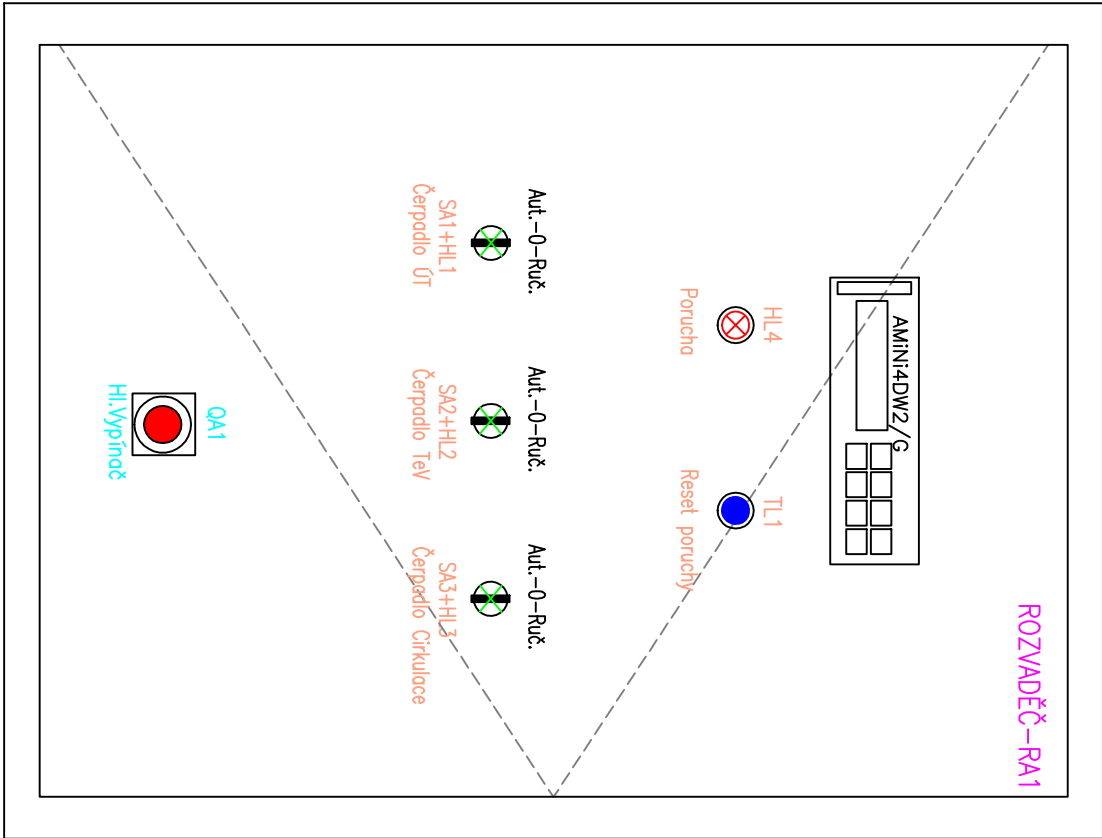 ROZVADĚČ-RA1
AMiNi4DW2/G
HL4
Porucha
TL1
Reset poruchy
Aut.-0-Ruč.
Aut.-0-Ruč.
Aut.-0-Ruč.
SA1+HL1
Čerpadlo ÚT
SA2+HL2
Čerpadlo TeV
SA3+HL3
Čerpadlo Cirkulace
QA1
Hl.Vypínač